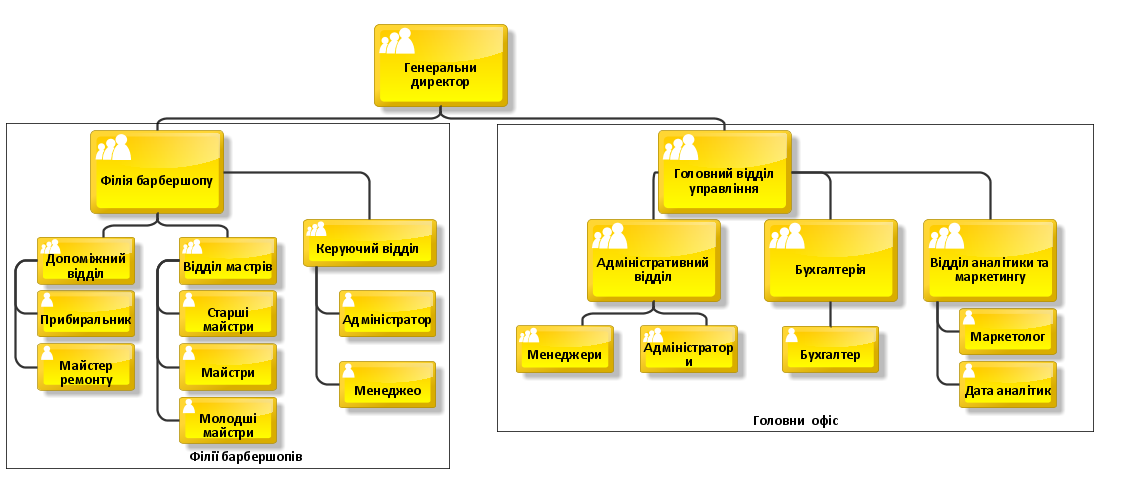 Генеральни
директор
Філія барбершопу
Допоміжний
відділ
Прибиральник
Майстер
ремонту
Відділ мастрів
Старші
майстри
Майстри
Молодші
майстри
Керуючий відділ
Адміністратор
Менеджео
Філії барбершопів
Головний відділ
управління
Адміністративний
відділ
Менеджери
Адміністратор
и
Бухгалтерія
Бухгалтер
Відділ аналітики та
маркетингу
Маркетолог
Дата аналітик
Головни офіс